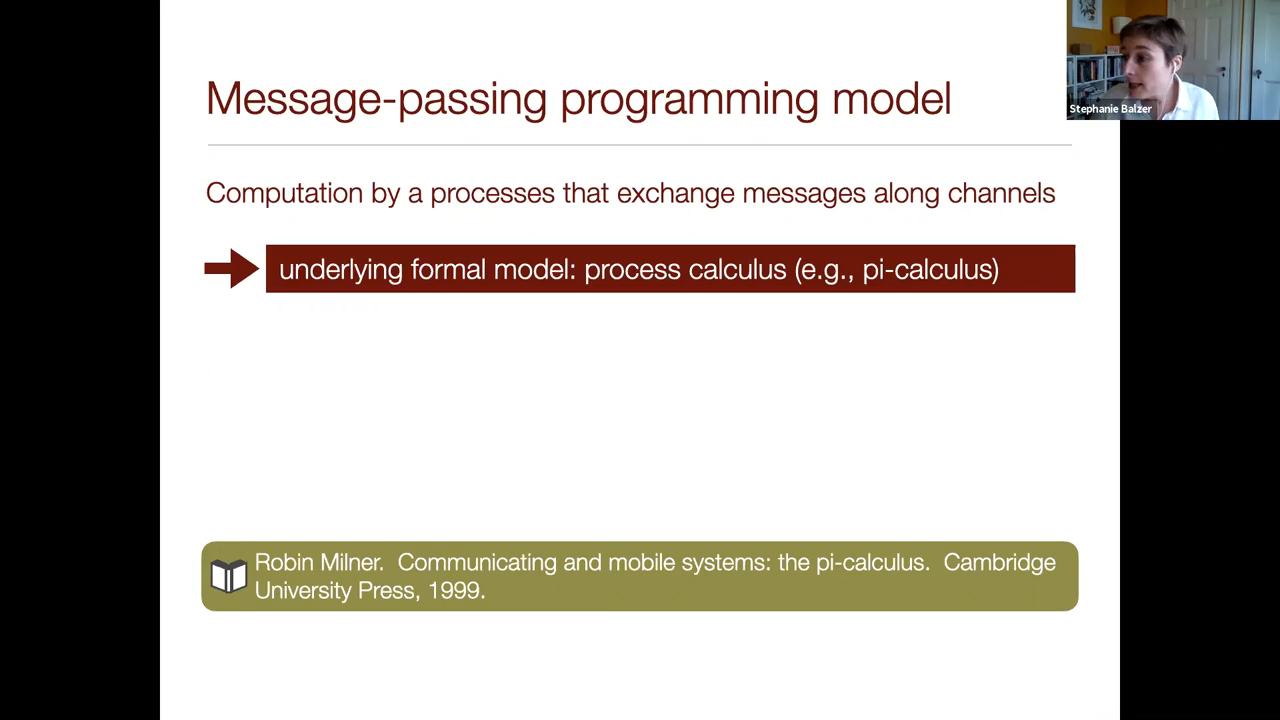 Message-passing programming model
Stephanie Balzer
Computation by a processes that exchange messages along channels
underlying formal model: process calculus (e.g., pi-calculus)
Robin Milner. Communicating and mobile systems: the pi-calculus. Cambridge
University Press, 1999.